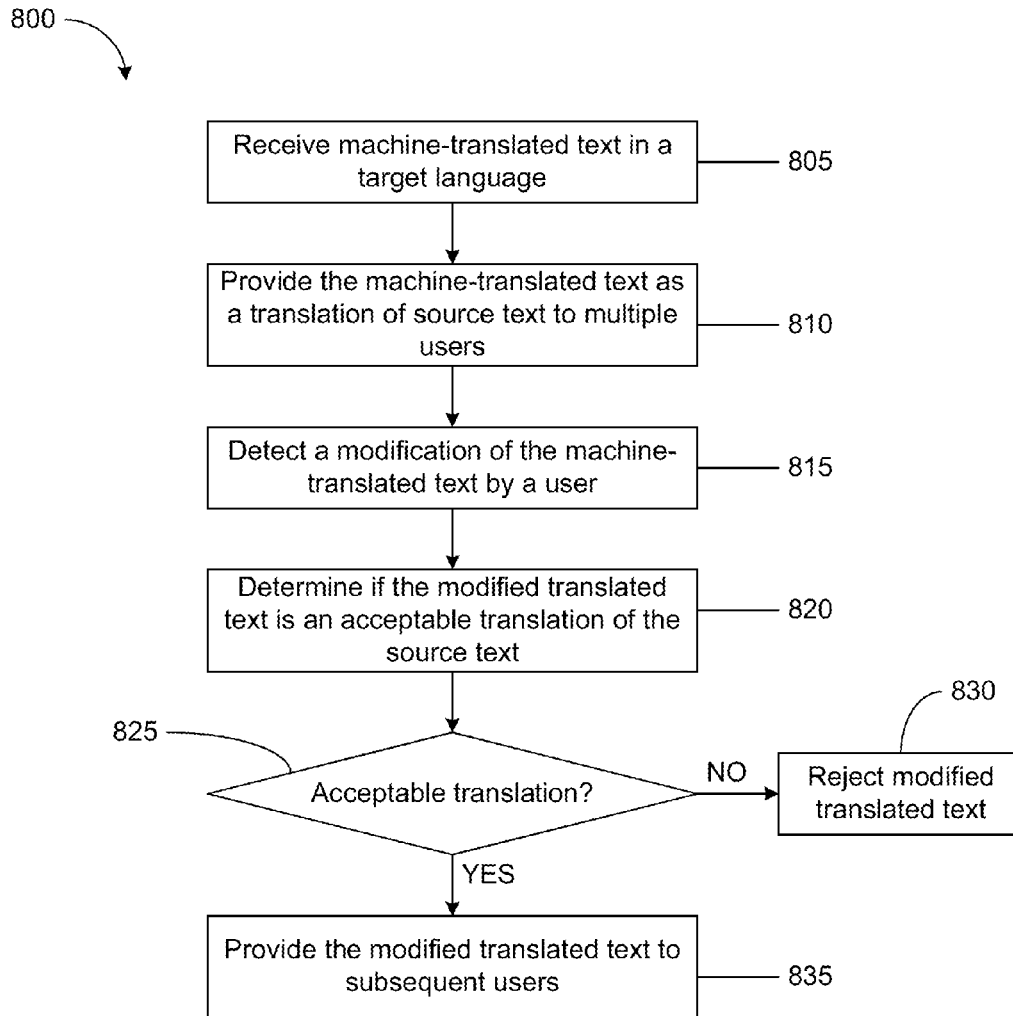 800
Receive machine-translated text in a
target language
805
Provide the machine-translated text as
a translation of source text to multiple
users
810
Detect a modification of the machine-
translated text by a user
815
Determine if the modified translated
text is an acceptable translation of the
source text
820
825
Acceptable translation?
NO
830
Reject modified
translated text
YES
Provide the modified translated text to
subsequent users
835